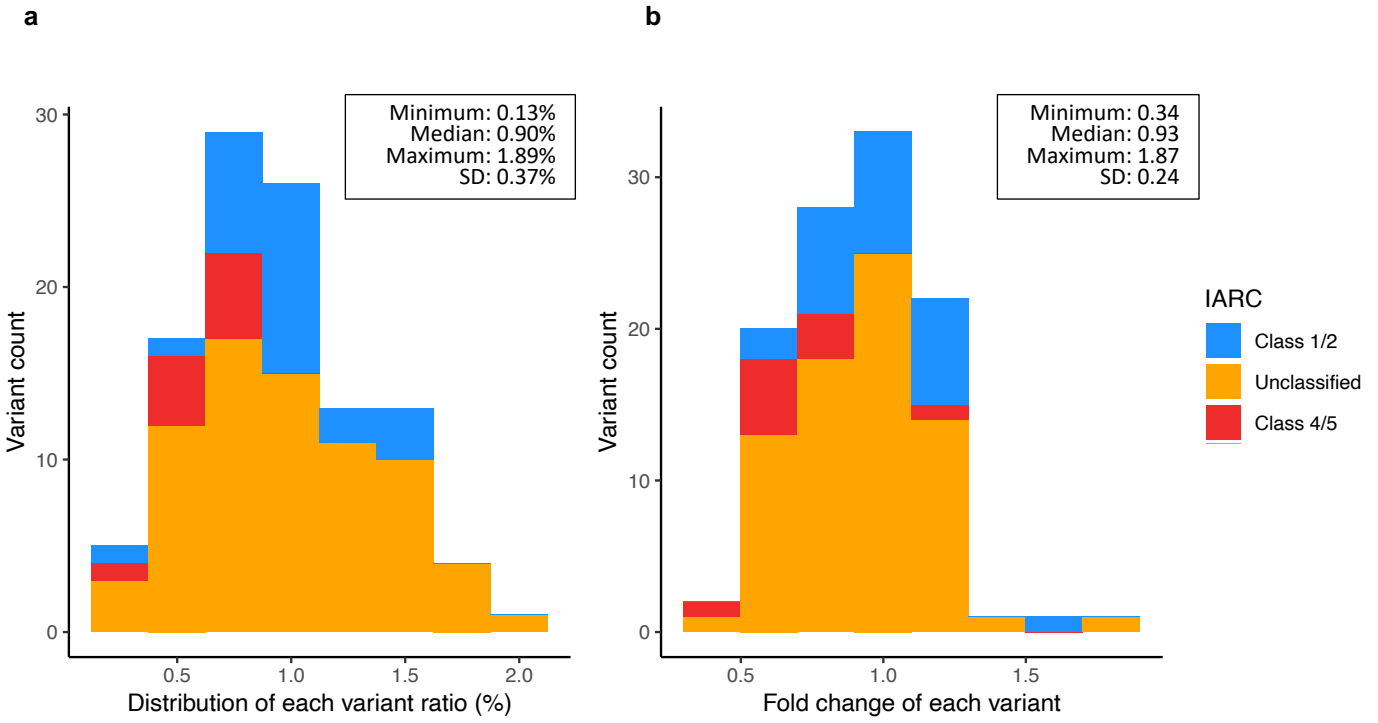 a
Minimum: 0.13%
Median: 0.90%
Maximum: 1.89%
SD: 0.37%
30
20
10
0
Variant count
0.5
1.0
1.5
2.0
Distribution of each variant ratio (%)
b
Minimum: 0.34
Median: 0.93
Maximum: 1.87
SD: 0.24
30
20
10
0
Variant count
0.5
1.0
1.5
Fold change of each variant
IARC
Class 1/2
Unclassified
Class 4/5